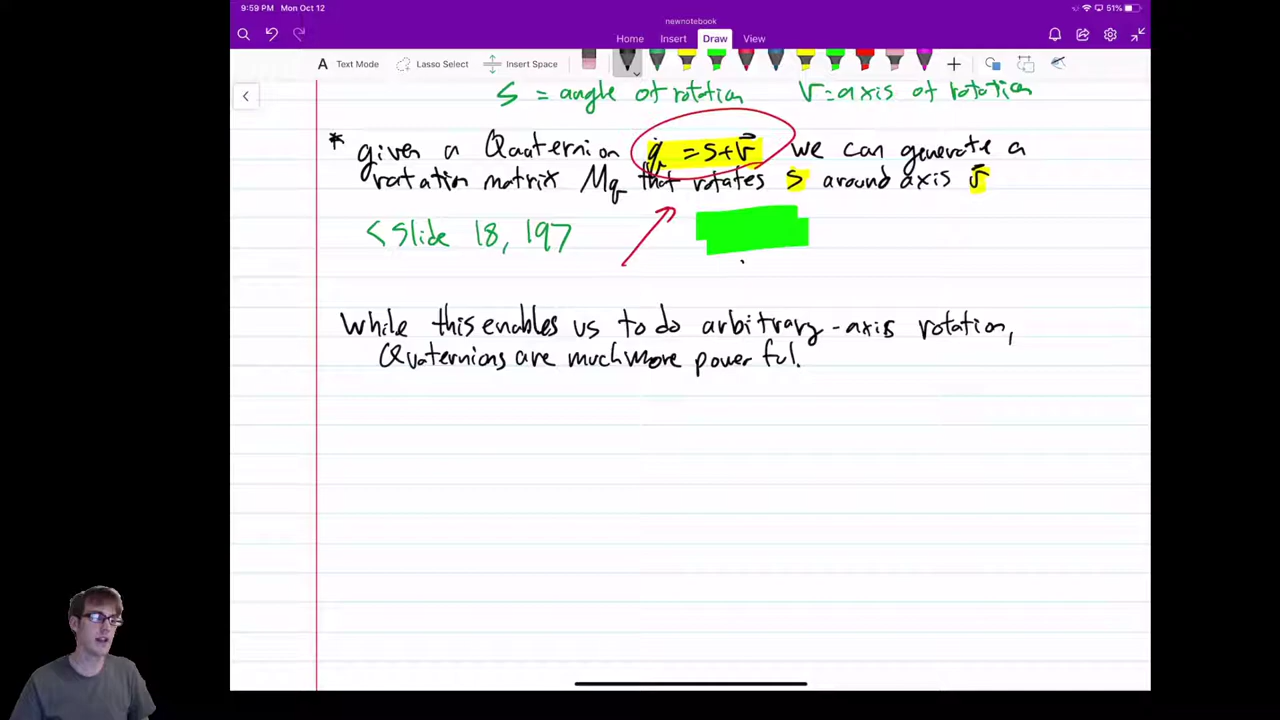 9:59 PM Mon Oct 12
51%
newnotebook
Home Insert Draw View
Text Mode Lasso Select Insert Space
S = angle of rotation V = axis of rotation
* given a Quaternion q = s+v⃗ we can generate a
rotation matrix Mq that rotates s around axis v⃗
<slide 18, 19>
While this enables us to do arbitrary-axis rotation,
Quaternions are much more powerful.